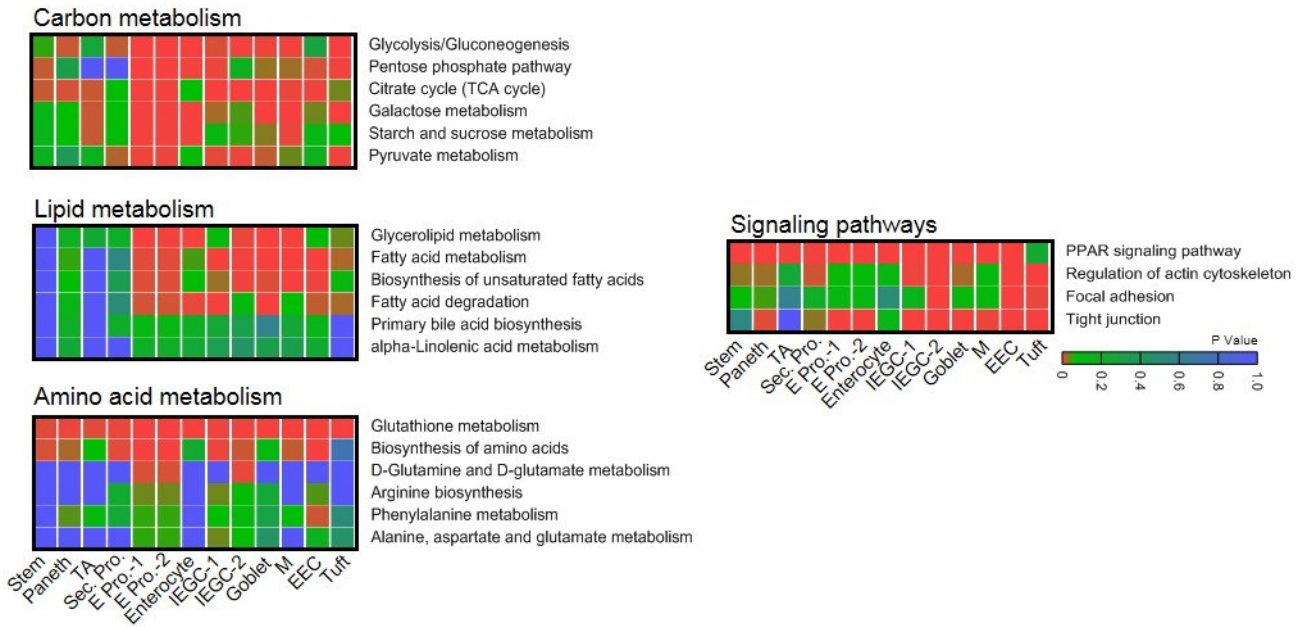 Carbon metabolism
Glycolysis/Gluconeogenesis
Pentose phosphate pathway
Citrate cycle (TCA cycle)
Galactose metabolism
Starch and sucrose metabolism
Pyruvate metabolism
Lipid metabolism
Glycerolipid metabolism
Fatty acid metabolism
Biosynthesis of unsaturated fatty acids
Fatty acid degradation
Primary bile acid biosynthesis
alpha-Linolenic acid metabolism
Amino acid metabolism
Glutathione metabolism
Biosynthesis of amino acids
D-Glutamine and D-glutamate metabolism
Arginine biosynthesis
Phenylalanine metabolism
Alanine, aspartate and glutamate metabolism
Stem
Paneth
TA
Sec. Pro.
E Pro.-1
E Pro.-2
Enterocyte
IEGC-1
IEGC-2
Goblet
M
EEC
Tuft
Signaling pathways
PPAR signaling pathway
Regulation of actin cytoskeleton
Focal adhesion
Tight junction
Stem
Paneth
TA
Sec. Pro.
E Pro.-1
E Pro.-2
Enterocyte
IEGC-1
IEGC-2
Goblet
M
EEC
Tuft
P Value
0
0.2
0.4
0.6
0.8
1.0